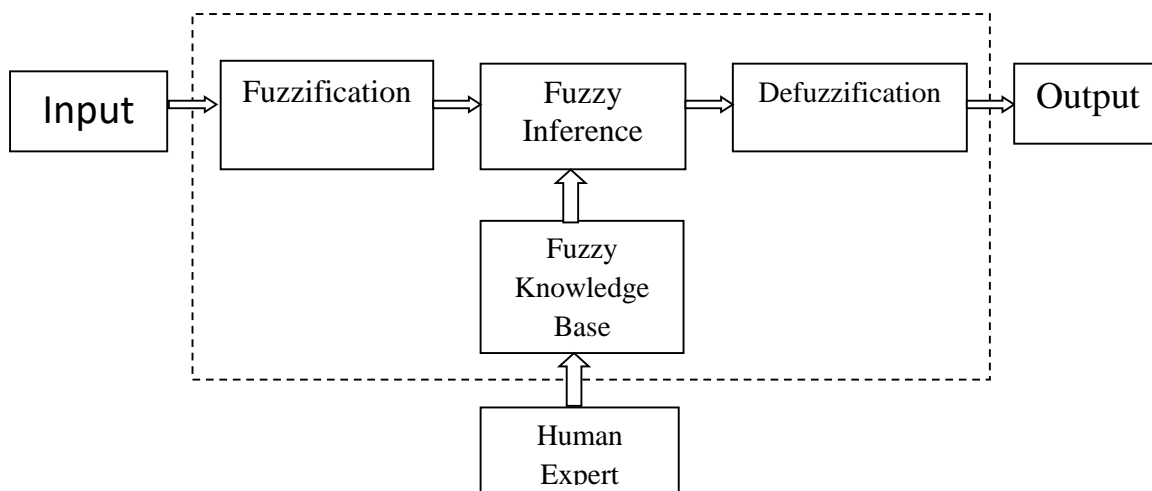 Input
Fuzzification
Fuzzy
Inference
Defuzzification
Output
Fuzzy
Knowledge
Base
Human
Expert